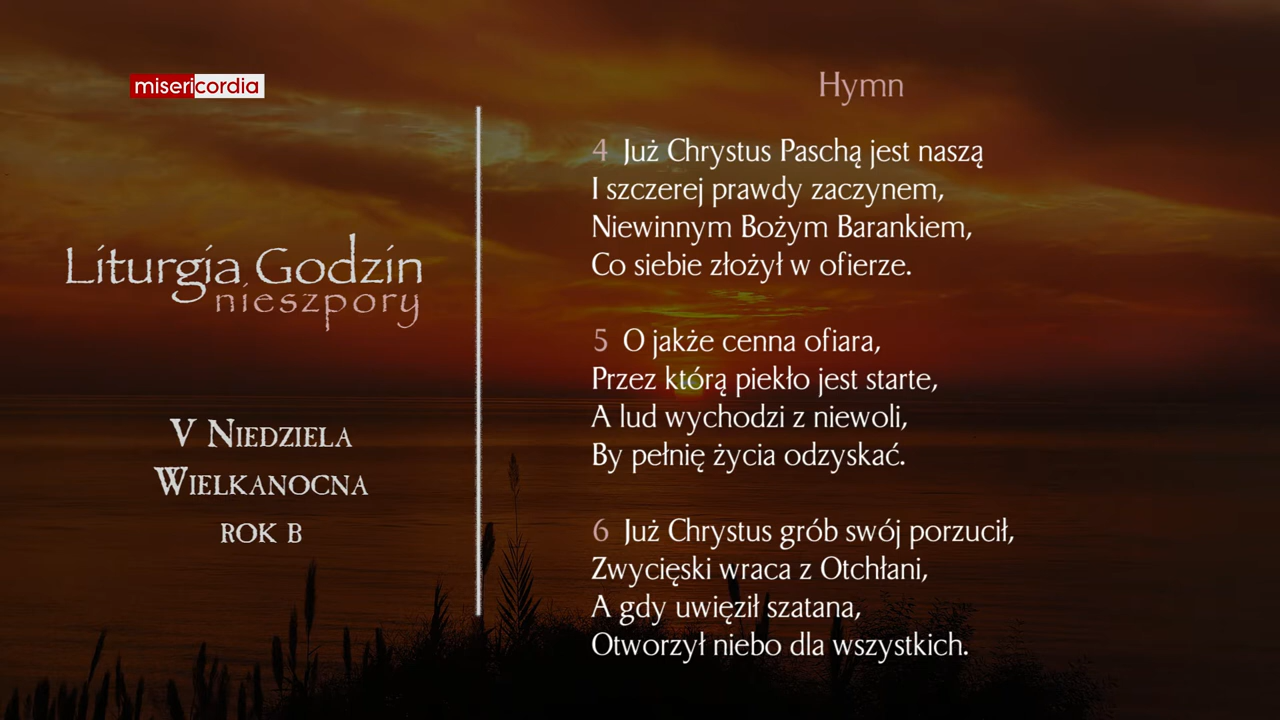 misericordia
Liturgia Godzin
nieszpory
V Niedziela
Wielkanocna
rok B
Hymn
4 Już Chrystus Paschą jest naszą
I szczerej prawdy zaczynem,
Niewinnym Bożym Barankiem,
Co siebie złożył w ofierze.
5 O jakże cenna ofiara,
Przez którą piekło jest starte,
A lud wychodzi z niewoli,
By pełnię życia odzyskać.
6 Już Chrystus grób swój porzucił,
Zwycięski wraca z Otchłani,
A gdy uwięził szatana,
Otworzył niebo dla wszystkich.